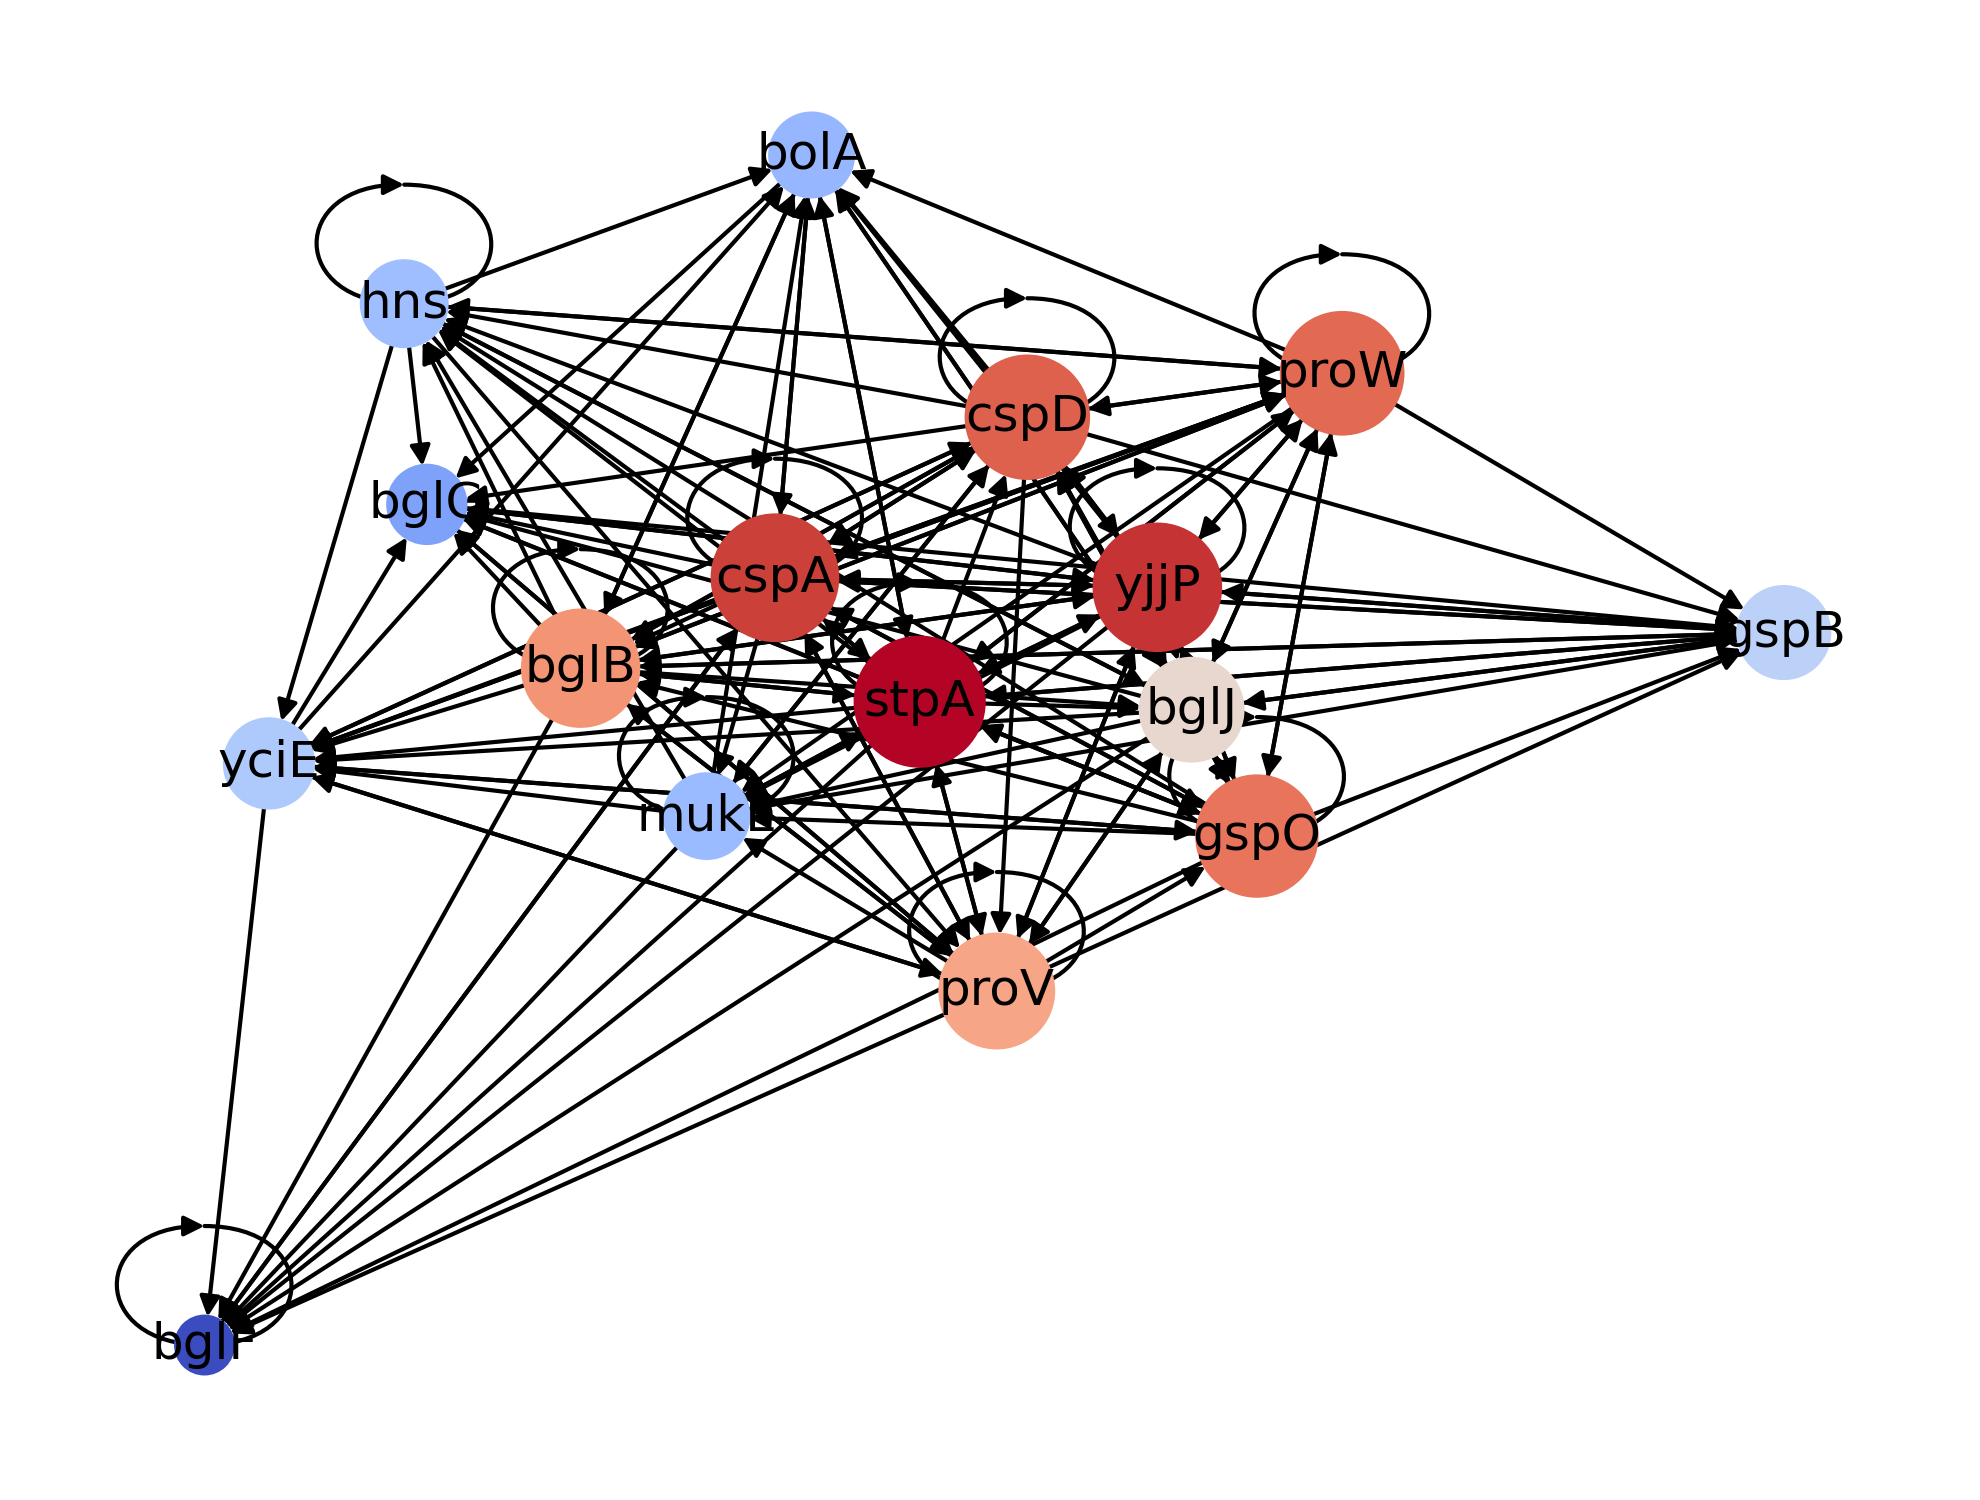 bolA
hns
proW
cspD
bglG
cspA
yjjP
gspB
bglB
stpA
bglJ
yciE
mukE
gspO
proV
bglF